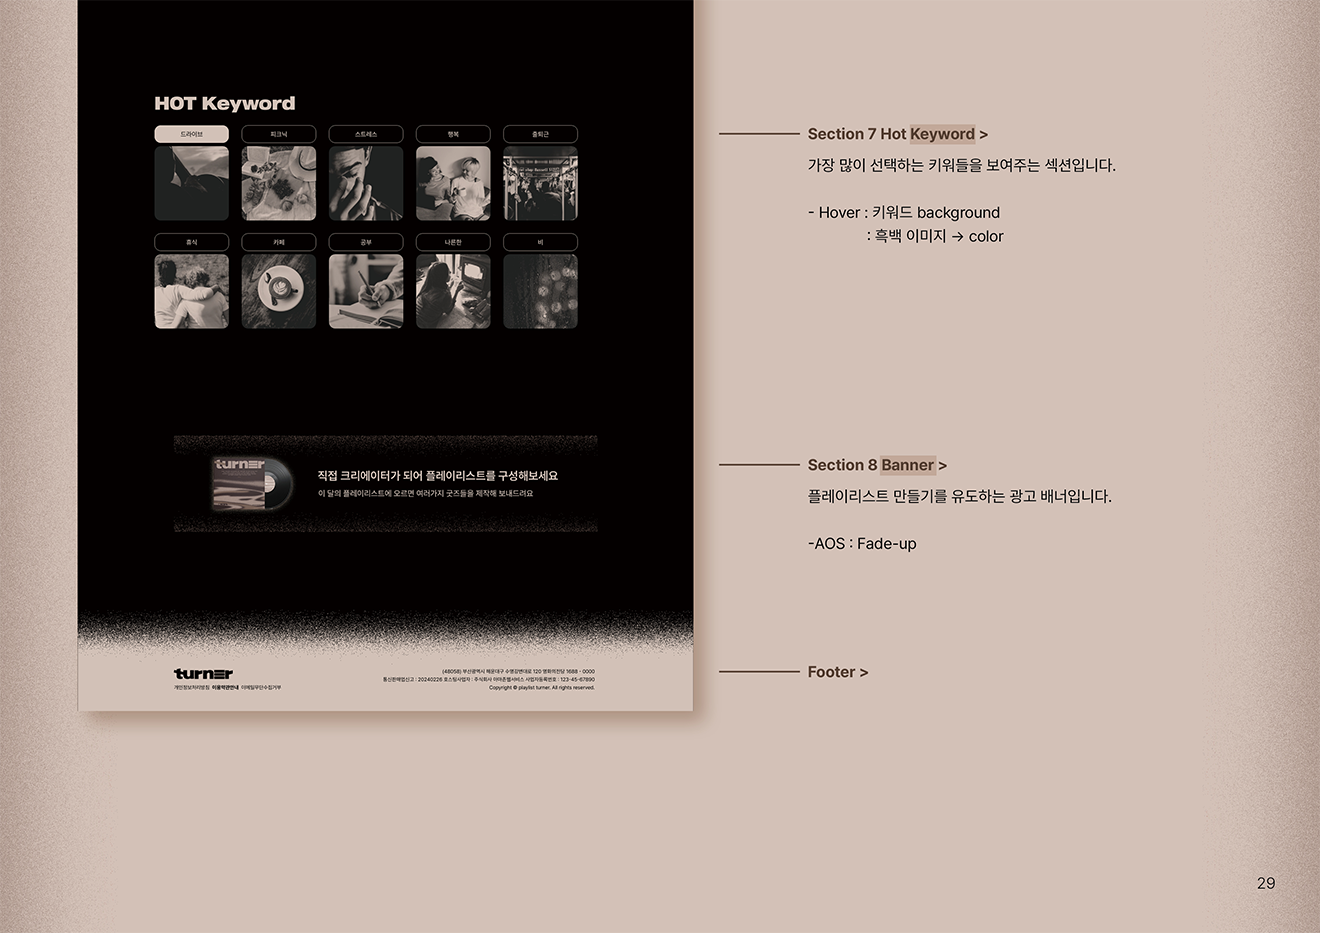 HOT Keyword
드라이브
피크닉
스트레스
행복
출퇴근
휴식
카페
공부
나른한
비
turner
직접 크리에이터가 되어 플레이리스트를 구성해보세요
이 달의 플레이리스트에 오르면 여러가지 굿즈들을 제작해 보내드려요
turner
개인정보처리방침 이용약관안내 이메일무단수집거부
(48058) 부산광역시 해운대구 수영강변대로 120 영화의전당 1688 - 0000
통신판매업신고 : 20240226 호스팅사업자 : 주식회사 아마존웹서비스 사업자등록번호 : 123-45-67890
Copyright © playlist turner. All rights reserved.
Section 7 Hot Keyword >
가장 많이 선택하는 키워들을 보여주는 섹션입니다.
- Hover : 키워드 background
: 흑백 이미지 → color
Section 8 Banner >
플레이리스트 만들기를 유도하는 광고 배너입니다.
-AOS : Fade-up
Footer >
29